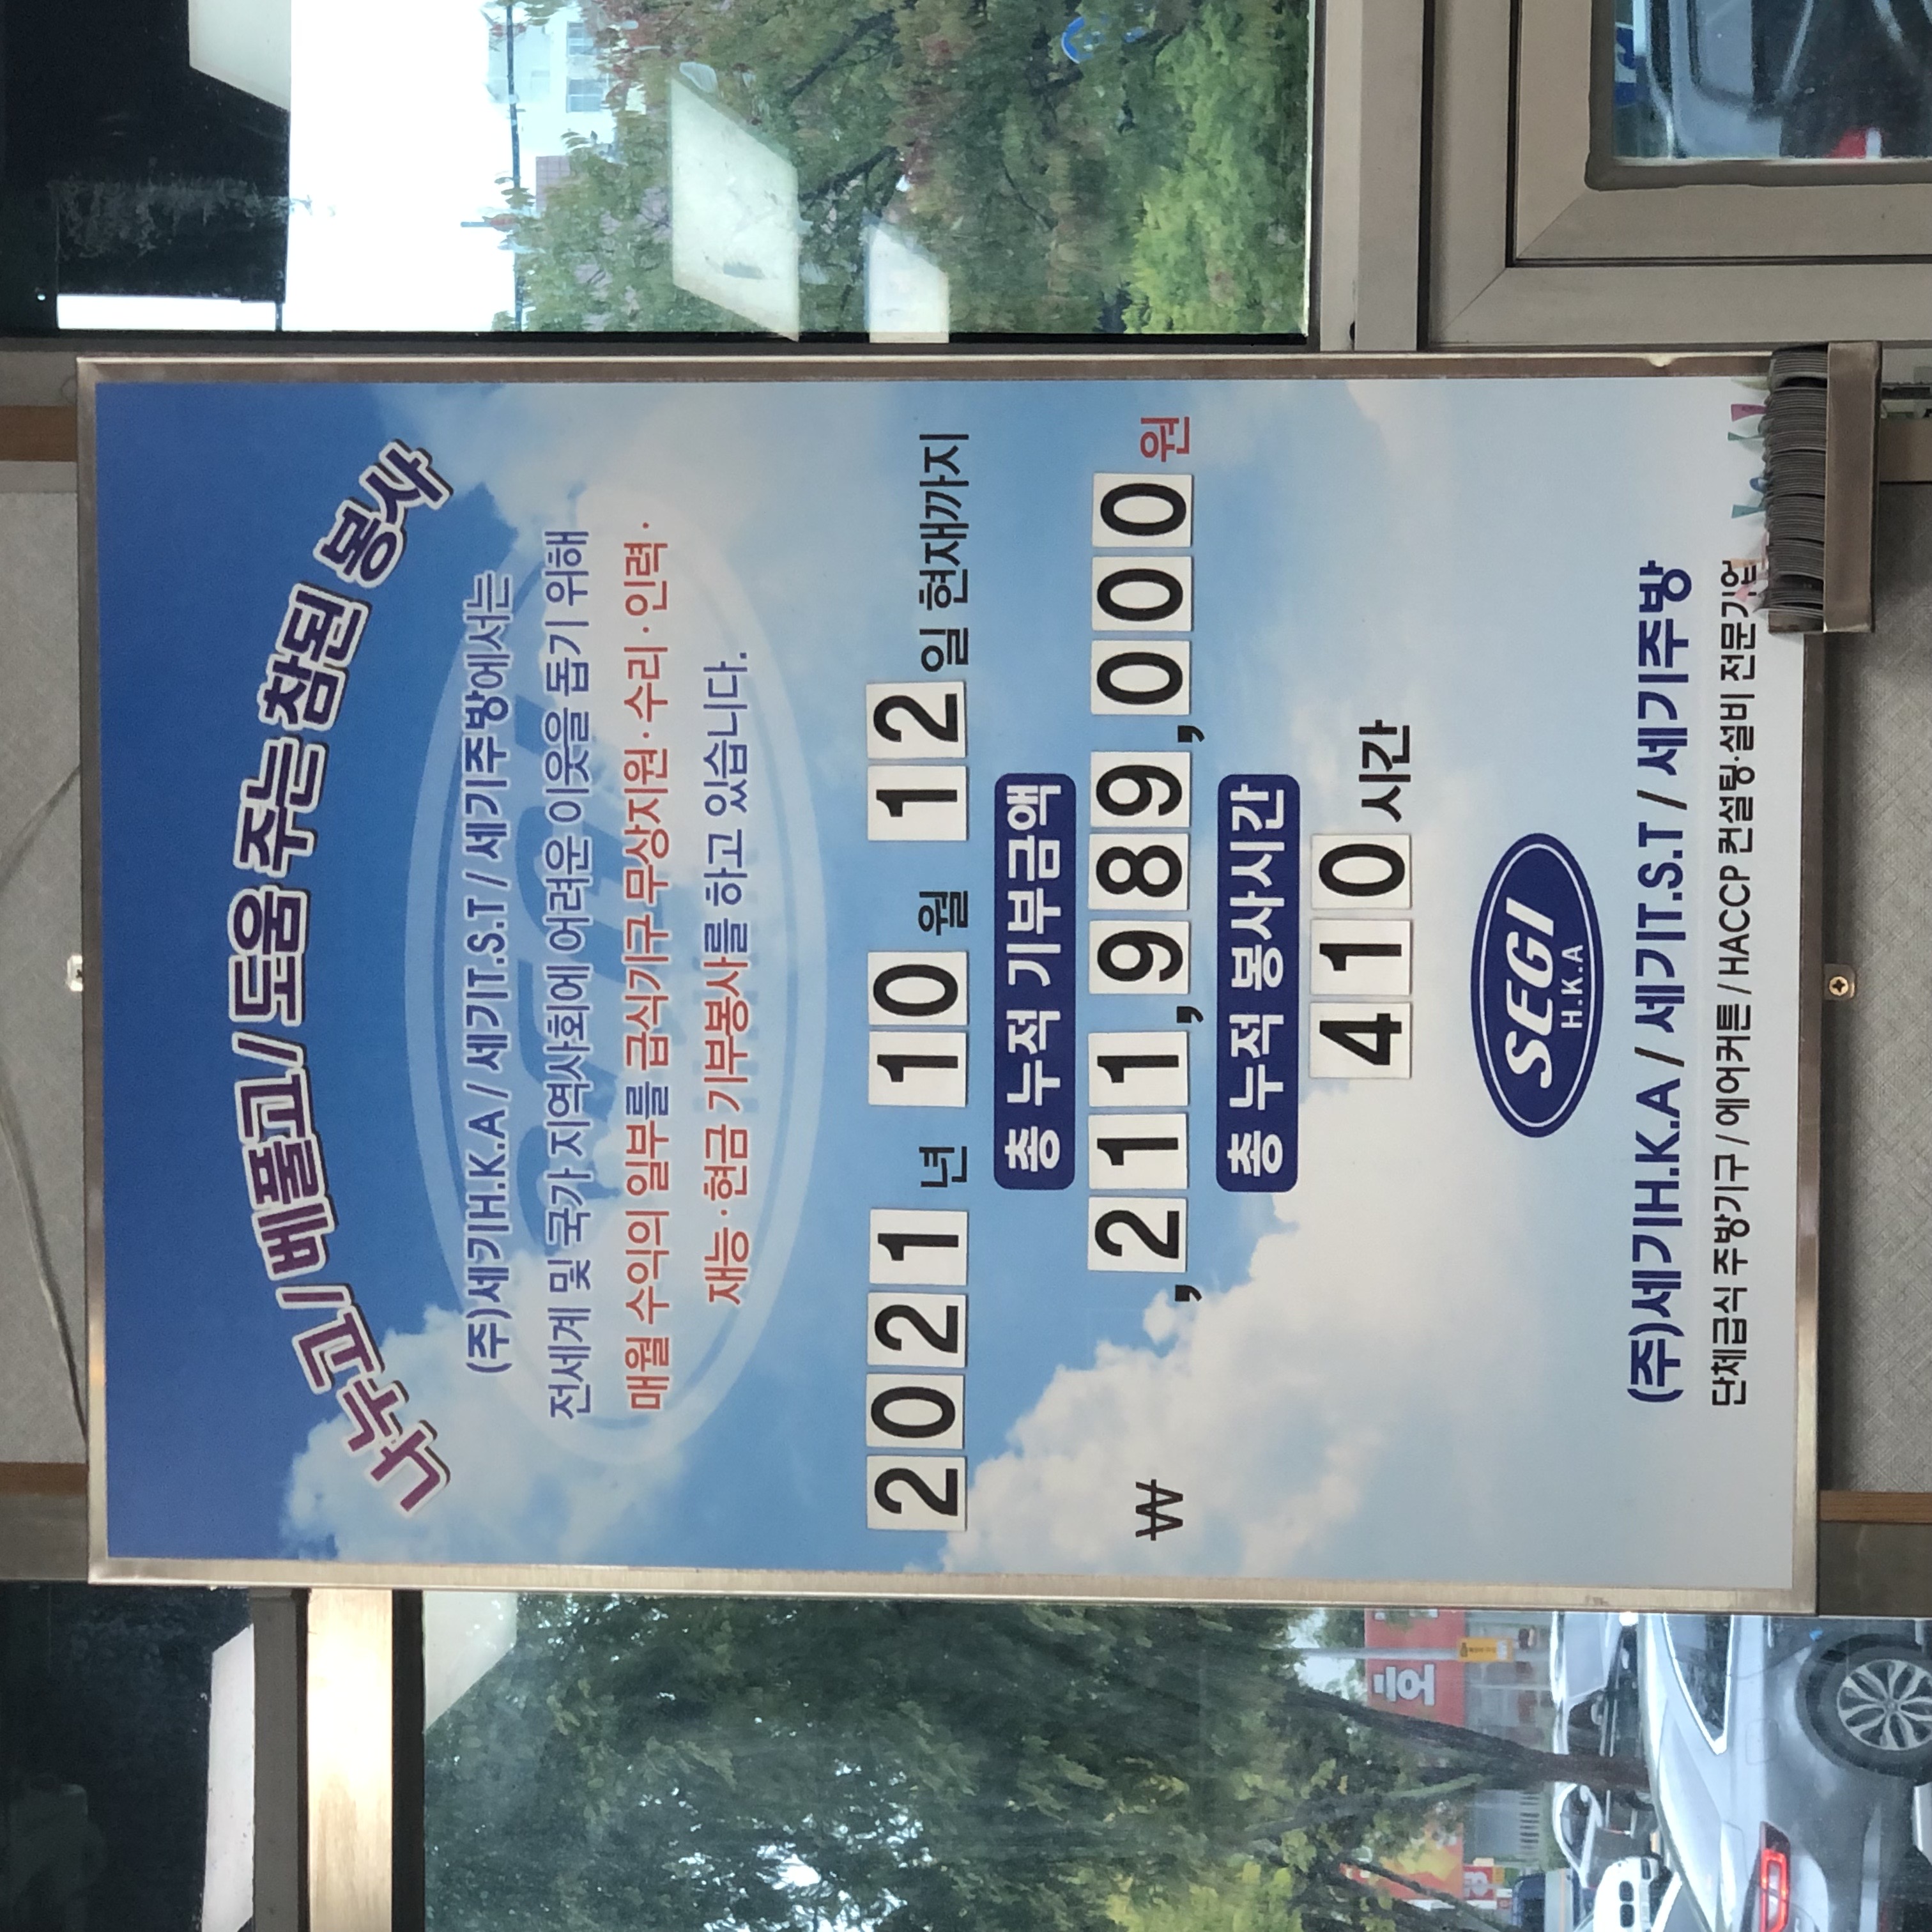 나누고 / 베풀고 / 도움 주는 참된 봉사
(주)세기H.K.A / 세기T.S.T / 세기주방에서는
전세계 및 국가 지역사회에 어려운 이웃을 돕기 위해
매월 수익의 일부를 급식기구 무상지원·수리·인력·
재능·현금 기부봉사를 하고 있습니다.
2021 년 10 월 12 일 현재까지
총 누적 기부금액
₩ ,211,989,000 원
총 누적 봉사시간
410 시간
SEGI
H.K.A
(주)세기H.K.A / 세기T.S.T / 세기주방
단체급식 주방기구 / 에어커튼 / HACCP 컨설팅·설비 전문기업
호